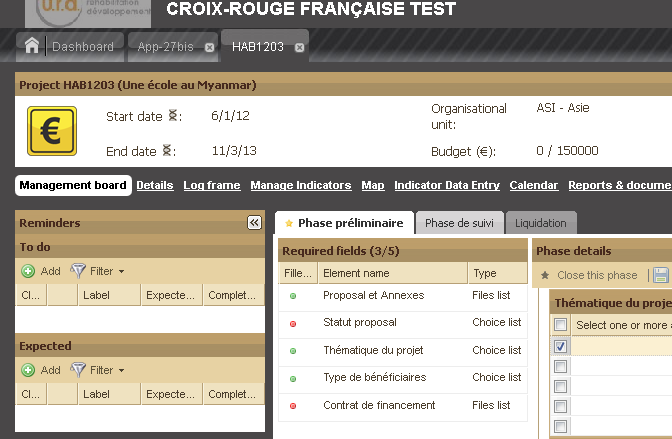 u.r.d.
réhabilitation
développement
CROIX-ROUGE FRANÇAISE TEST
Dashboard App-27bis HAB1203
Project HAB1203 (Une école au Myanmar)
€
Start date : 6/1/12
Organisational unit: ASI - Asie
End date : 11/3/13
Budget (€): 0 / 150000
Management board Details Log frame Manage Indicators Map Indicator Data Entry Calendar Reports & docume
Reminders
To do
Add Filter
Cl... Label Expecte... Complet...
Expected
Add Filter
Cl... Label Expecte... Complet...
Phase préliminaire Phase de suivi Liquidation
Required fields (3/5)
Fille... Element name Type
Proposal et Annexes Files list
Statut proposal Choice list
Thématique du projet Choice list
Type de bénéficiaires Choice list
Contrat de financement Files list
Phase details
Close this phase
Thématique du proje
Select one or more a